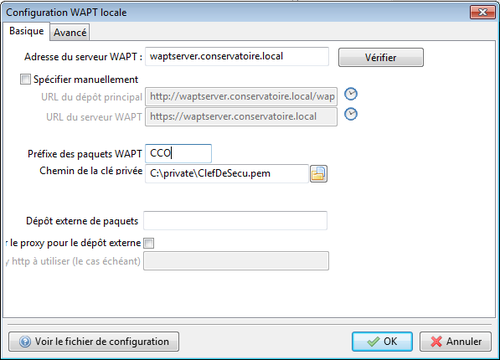 Configuration WAPT locale
Basique Avancé
Adresse du serveur WAPT : waptserver.conservatoire.local Vérifier
Spécifier manuellement
URL du dépôt principal http://waptserver.conservatoire.local/wap
URL du serveur WAPT https://waptserver.conservatoire.local
Préfixe des paquets WAPT CCO
Chemin de la clé privée C:\private\ClefDeSecu.pem
Dépôt externe de paquets
r le proxy pour le dépôt externe
y http à utiliser (le cas échéant)
Voir le fichier de configuration OK Annuler